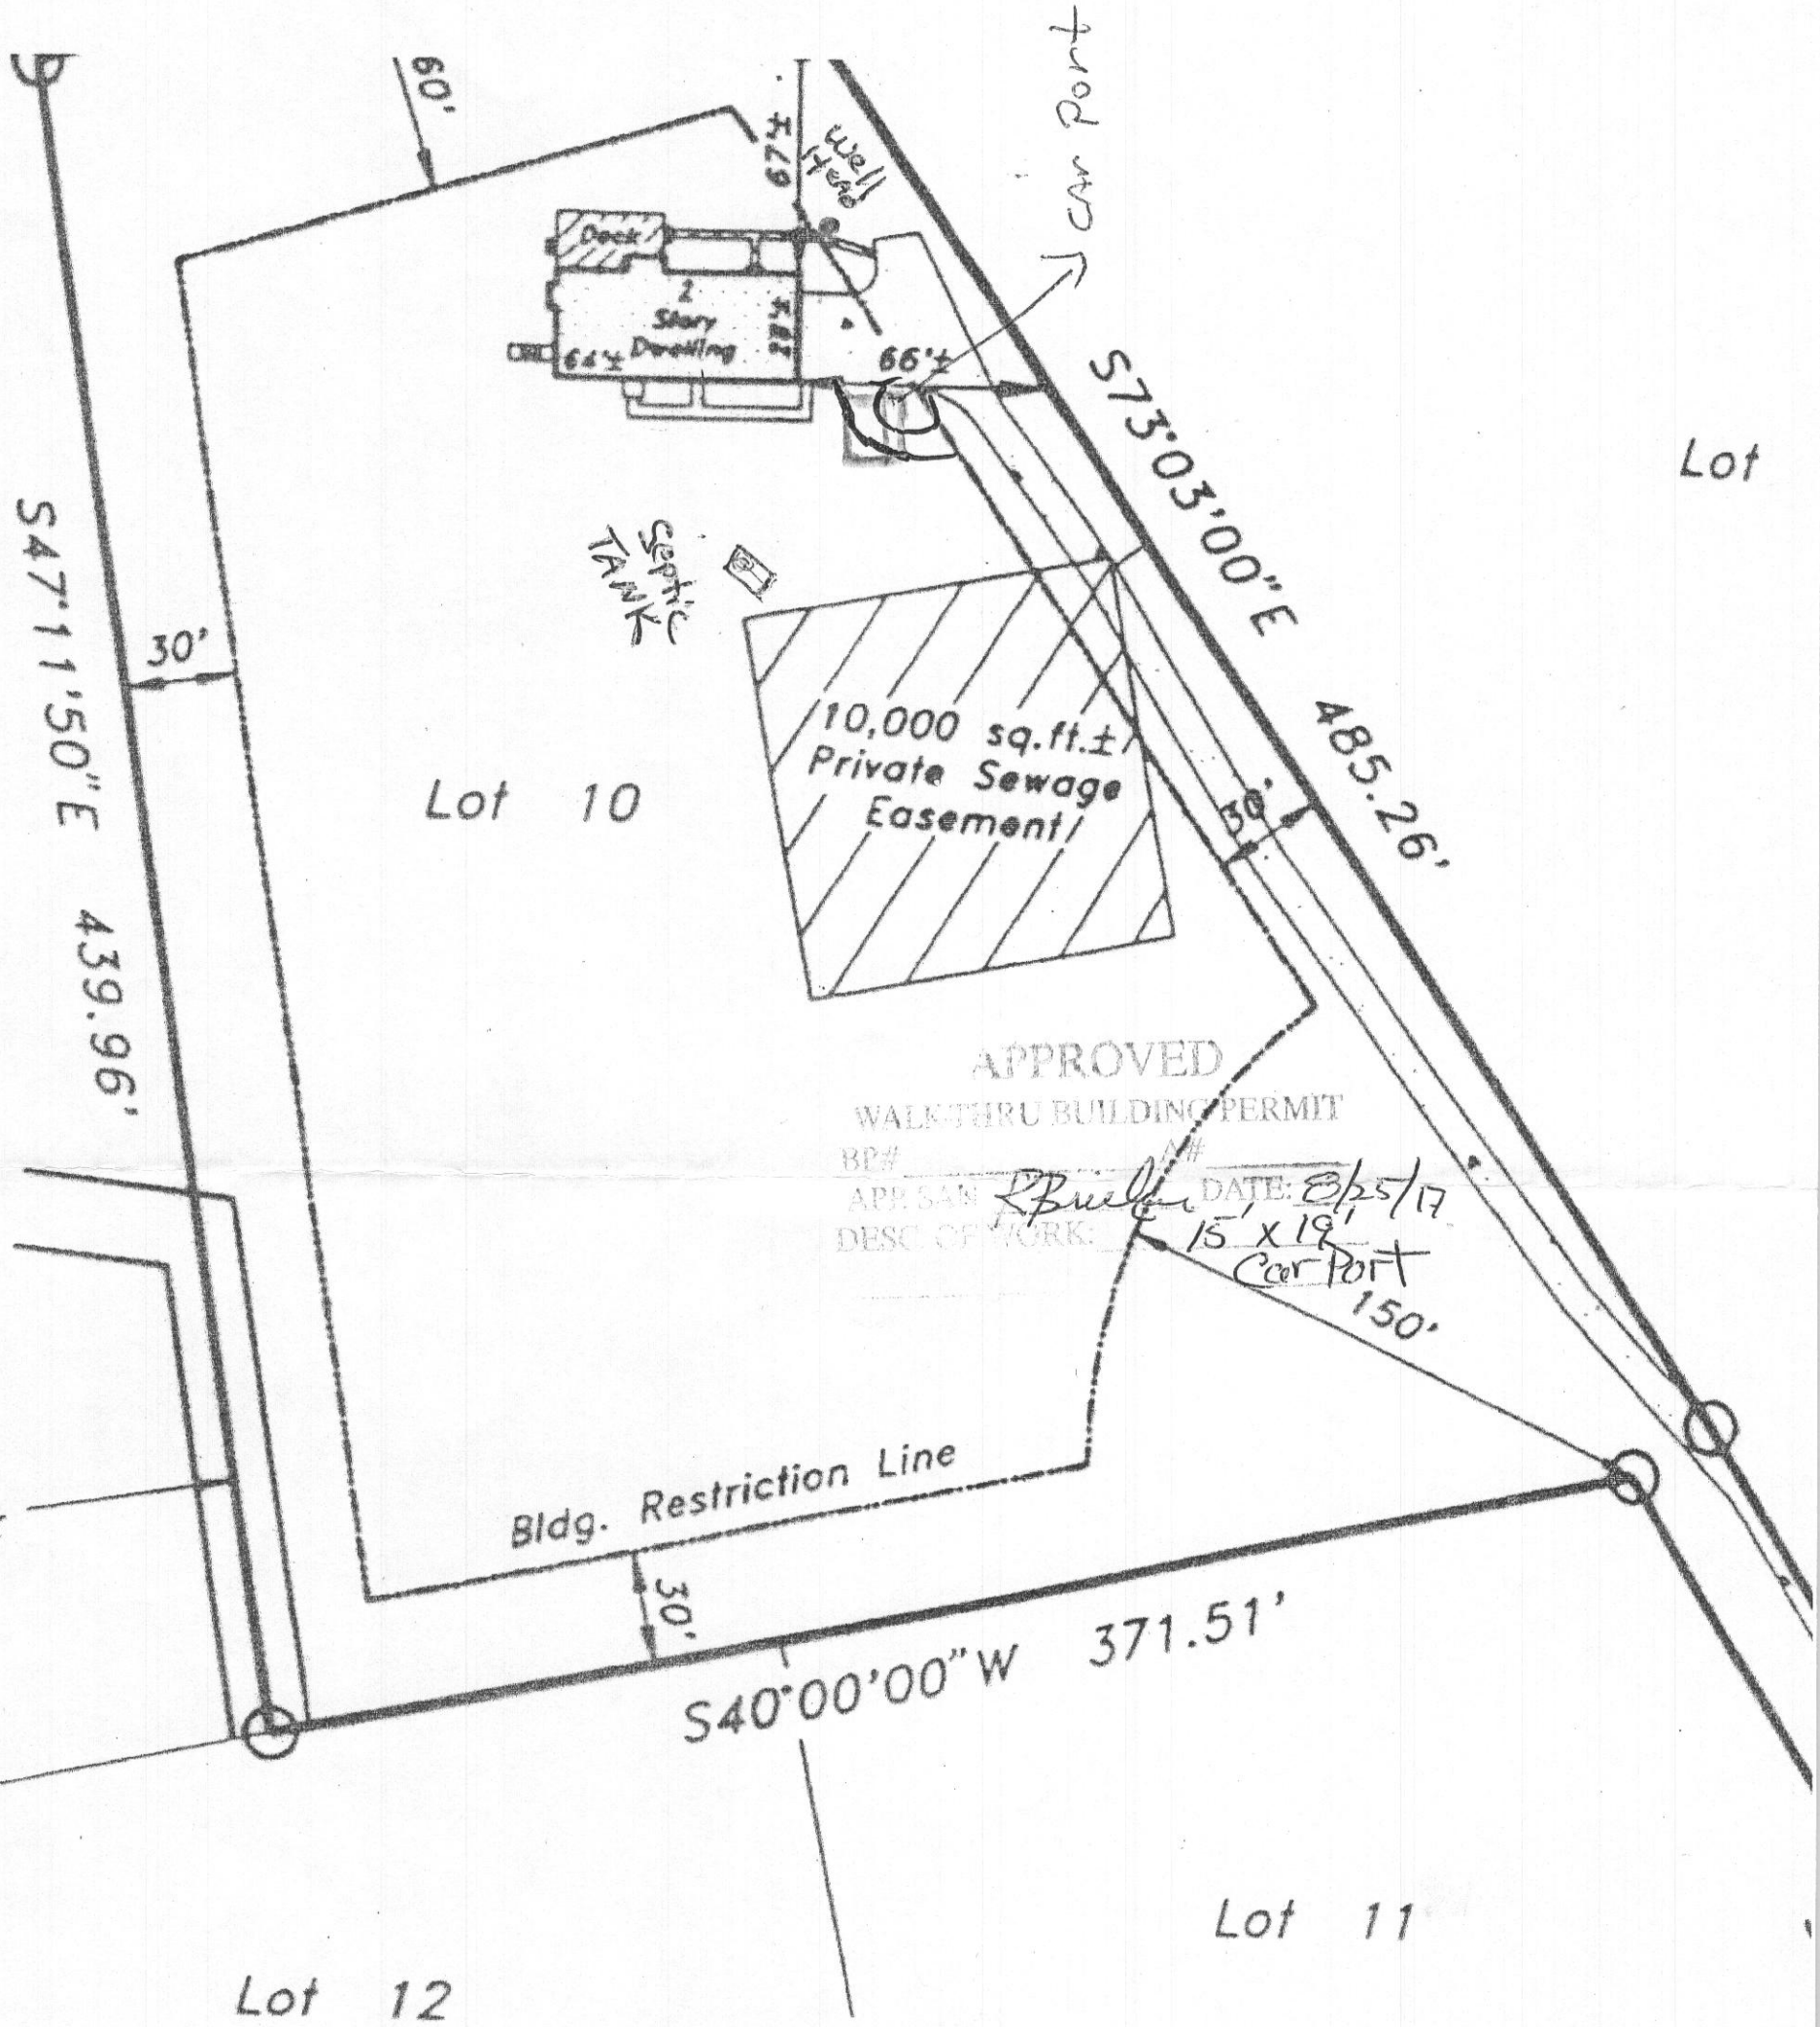 Car Port
60'
67'±
Well
Head
Deck
2
Story
Dwelling
64'±
28'±
66'±
S73°03'00"E 485.26'
Lot
Septic
TANK
S47°11'50"E 439.96'
30'
10,000 sq.ft.±
Private Sewage
Easement
Lot 10
30'
APPROVED
WALK-THRU BUILDING PERMIT
BP# A#
APP. SAN DATE: 8/25/17
DESC. OF WORK: 15' x 19'
Car Port
150'
Bldg. Restriction Line
30'
S40°00'00"W 371.51'
Lot 11
Lot 12